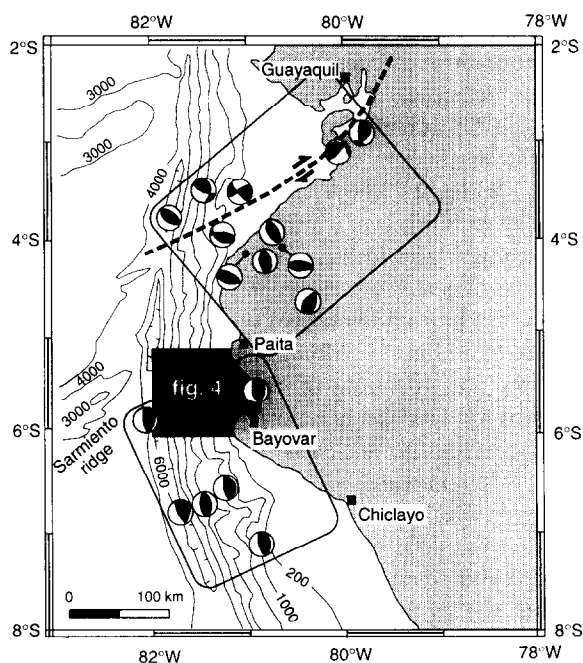 82°W 80°W 78°W
2°S 2°S
Guayaquil
3000
3000
4000
4°S 4°S
Paita
fig. 4
4000
3000
Sarmiento
ridge
6°S 6°S
Bayovar
6000
Chiclayo
0 100 km
200
1000
8°S 8°S
82°W 80°W 78°W